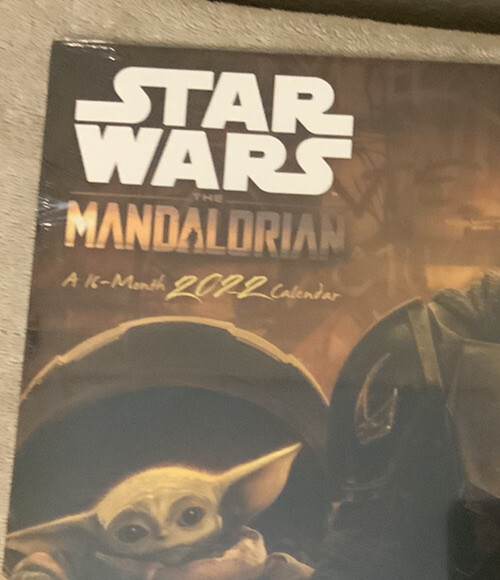 STAR
WARS
THE
MANDALORIAN
A 16-Month 2022 Calendar